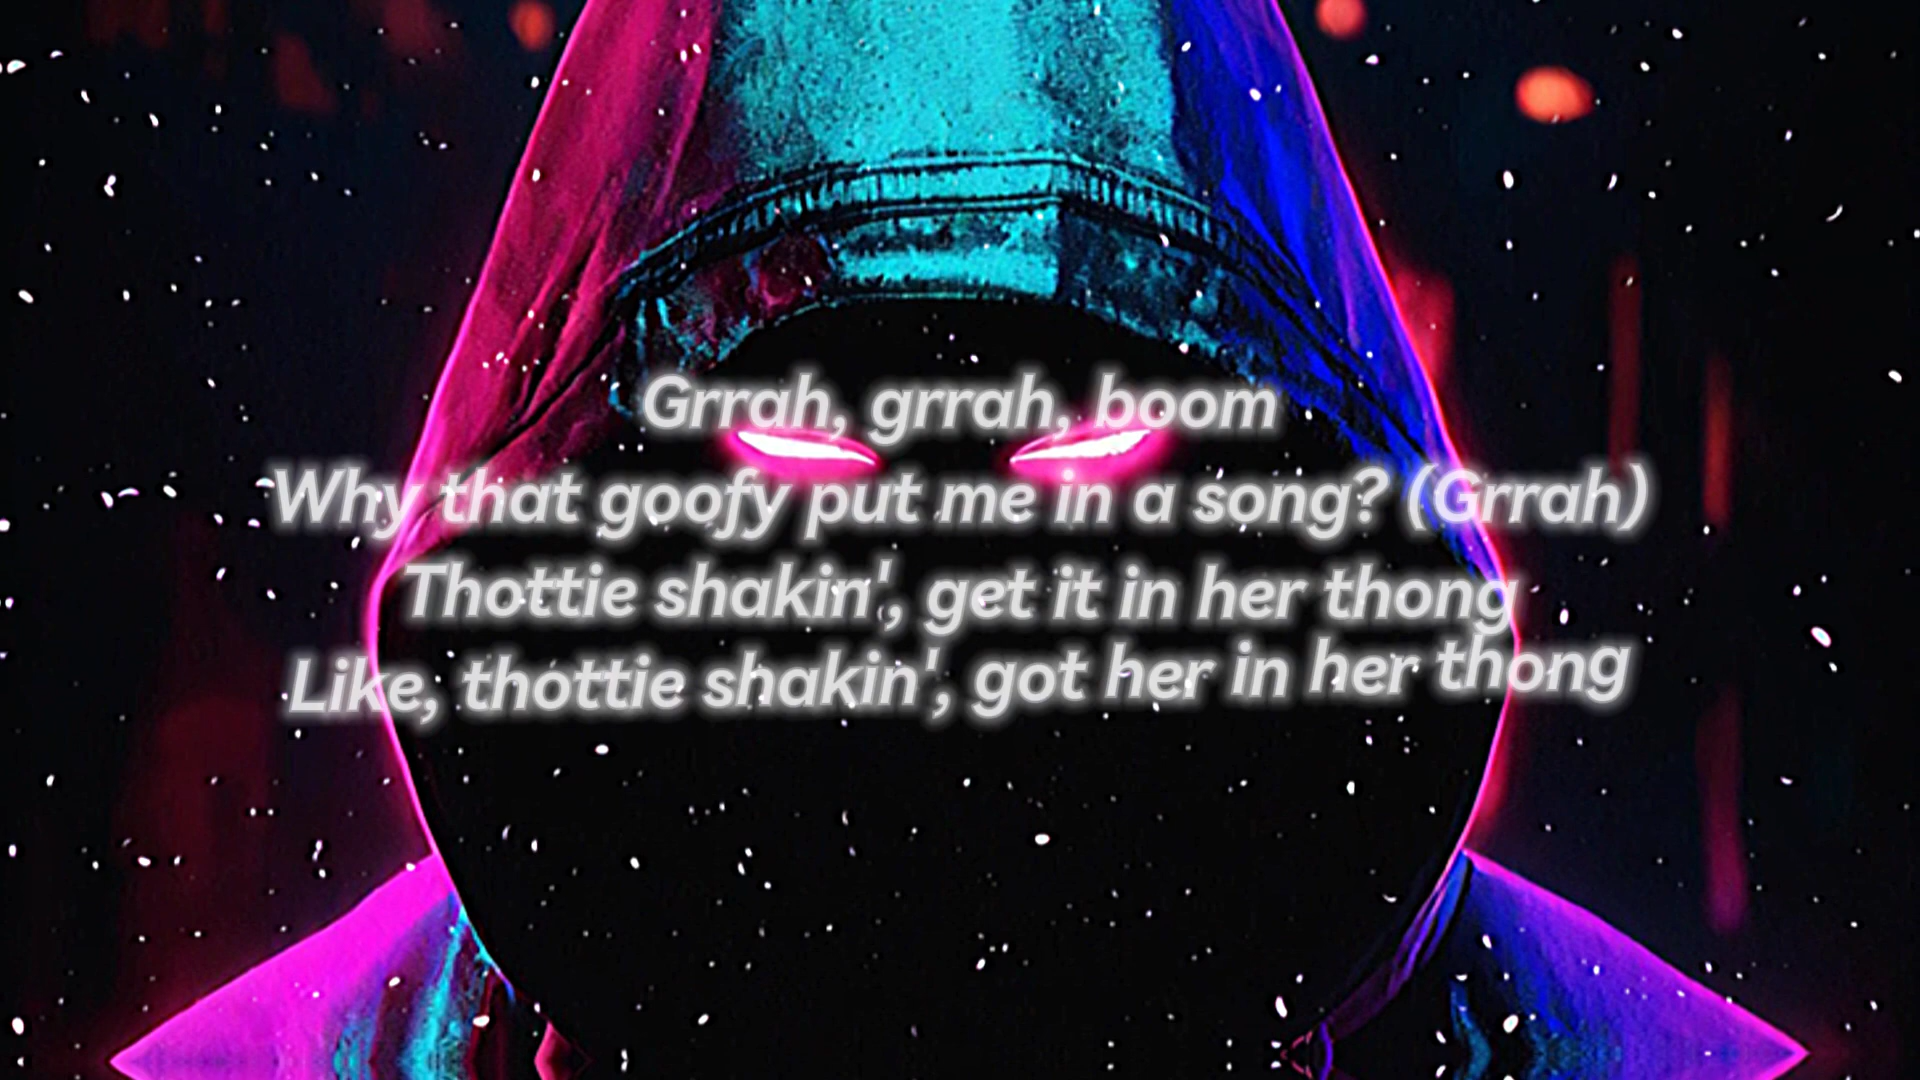 Grrah, grrah, boom
Why that goofy put me in a song? (Grrah)
Thottie shakin', get it in her thong
Like, thottie shakin', got her in her thong